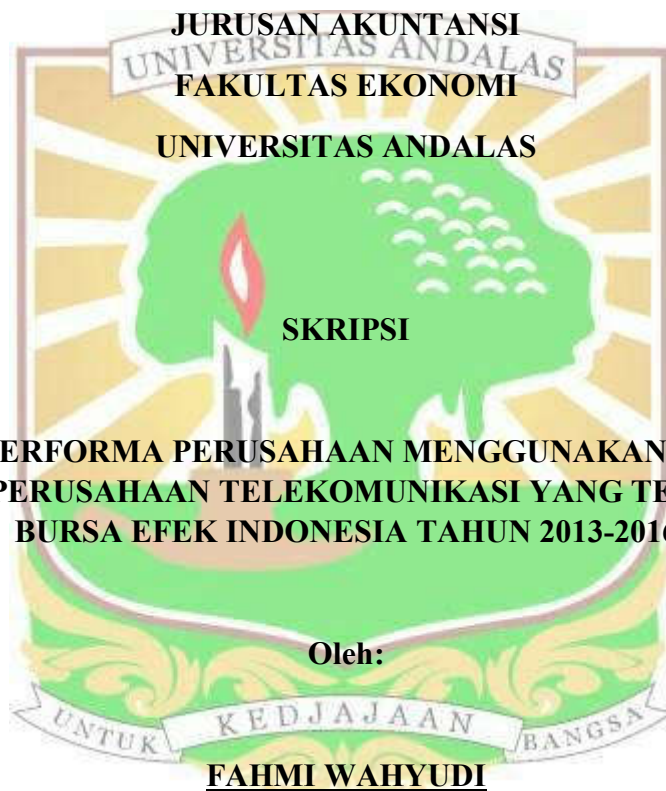 JURUSAN AKUNTANSI
UNIVERSITAS ANDALAS
FAKULTAS EKONOMI
UNIVERSITAS ANDALAS
SKRIPSI
ERFORMA PERUSAHAAN MENGGUNAKAN
PERUSAHAAN TELEKOMUNIKASI YANG TE
BURSA EFEK INDONESIA TAHUN 2013-2016
Oleh:
UNTUK KEDJAJAAN BANGSA
FAHMI WAHYUDI